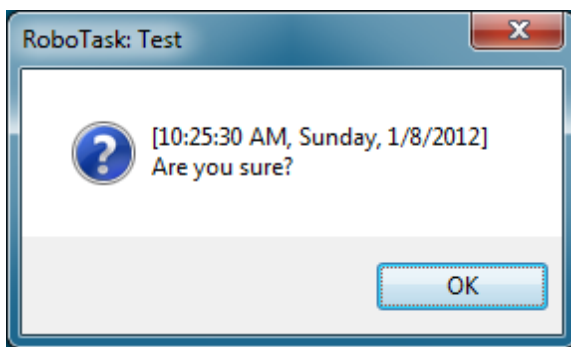 RoboTask: Test
[10:25:30 AM, Sunday, 1/8/2012]
Are you sure?
OK